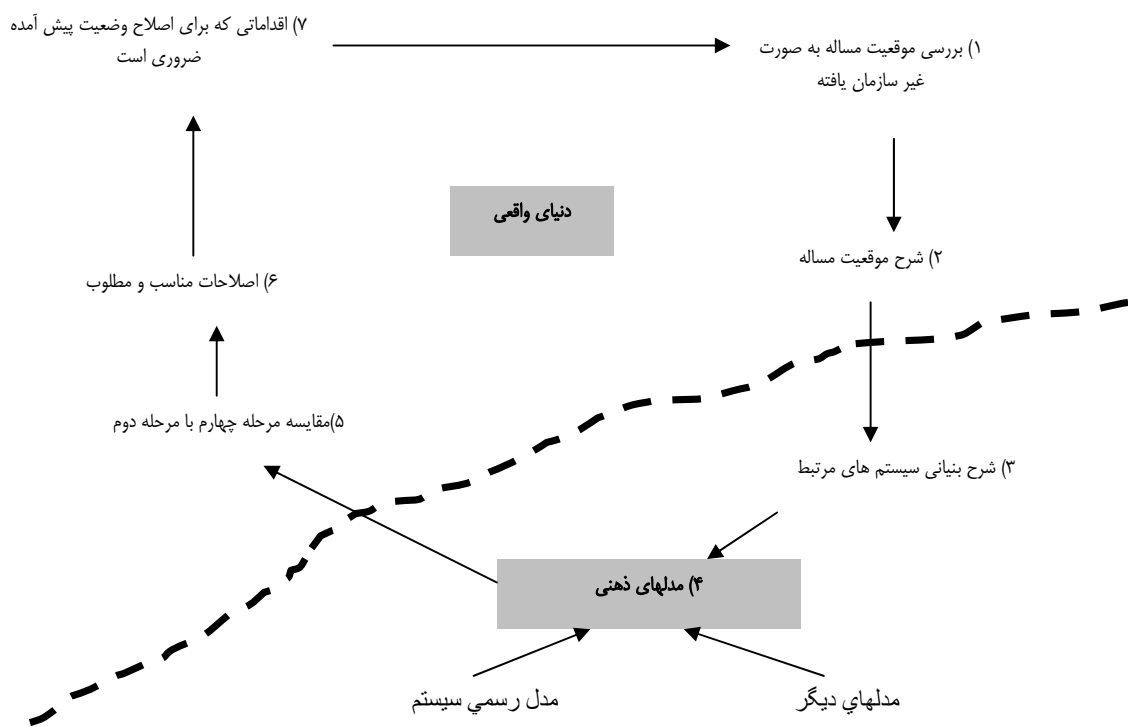 ۱) بررسی موقعیت مساله به صورت
غیر سازمان یافته
۲) شرح موقعیت مساله
۳) شرح بنیانی سیستم های مرتبط
۴) مدلهای ذهنی
مدلهاي ديگر
مدل رسمي سيستم
۵)مقایسه مرحله چهارم با مرحله دوم
۶) اصلاحات مناسب و مطلوب
۷) اقداماتی که برای اصلاح وضعیت پیش آمده
ضروری است
دنیای واقعی